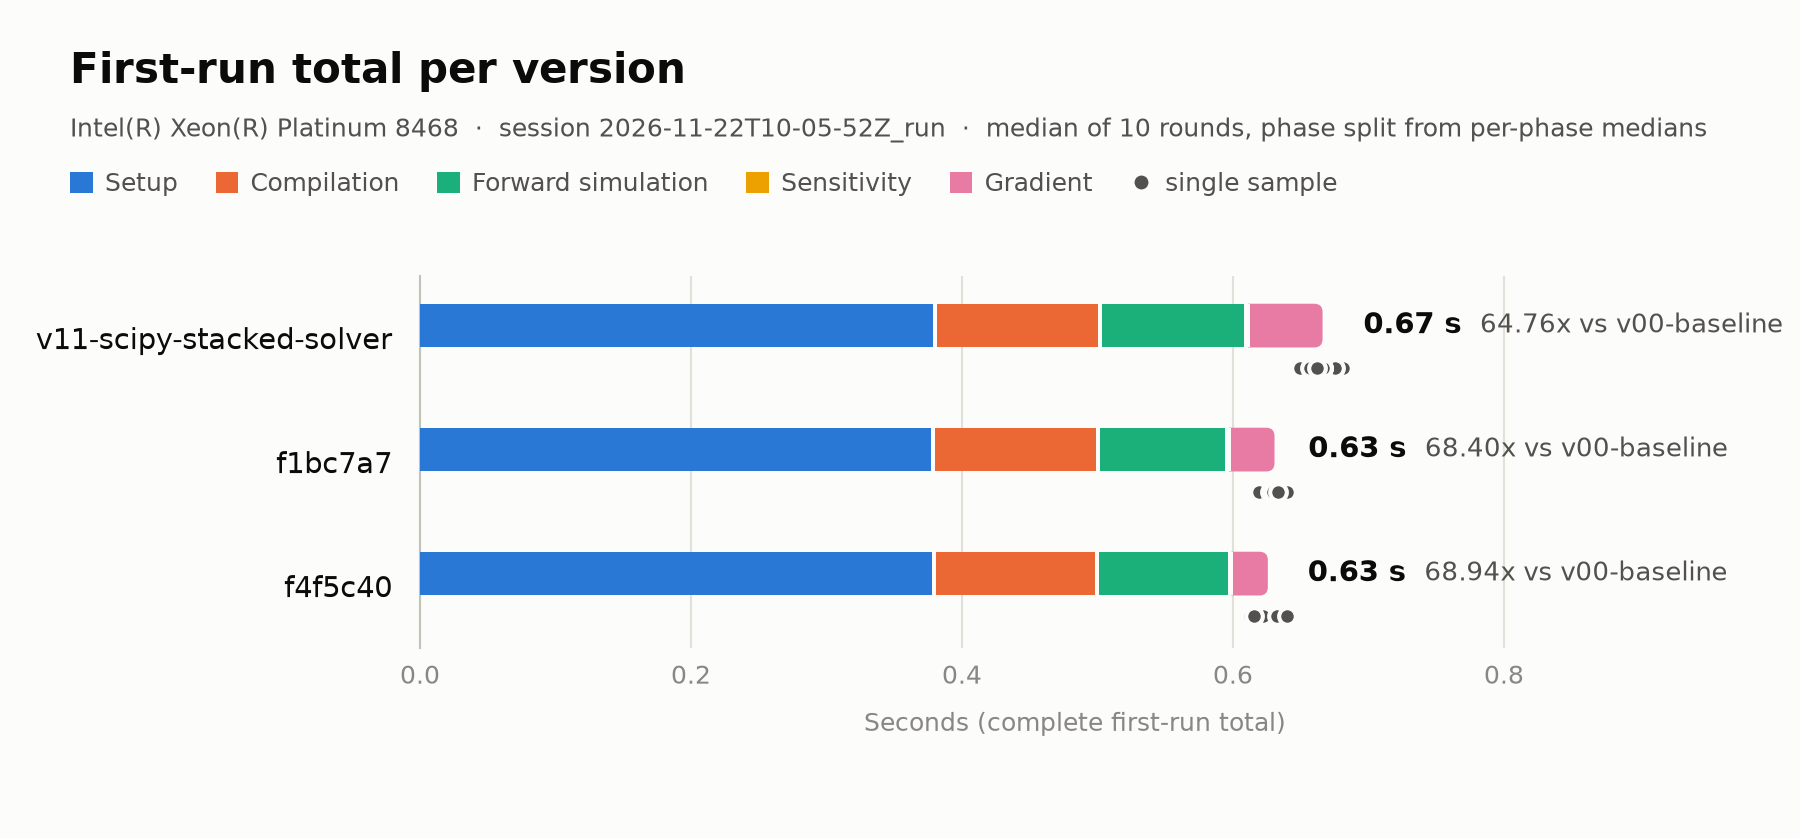 First-run total per version
Intel(R) Xeon(R) Platinum 8468 · session 2026-11-22T10-05-52Z_run · median of 10 rounds, phase split from per-phase medians
Setup Compilation Forward simulation Sensitivity Gradient single sample
v11-scipy-stacked-solver 0.67 s 64.76x vs v00-baseline
f1bc7a7 0.63 s 68.40x vs v00-baseline
f4f5c40 0.63 s 68.94x vs v00-baseline
0.0 0.2 0.4 0.6 0.8
Seconds (complete first-run total)